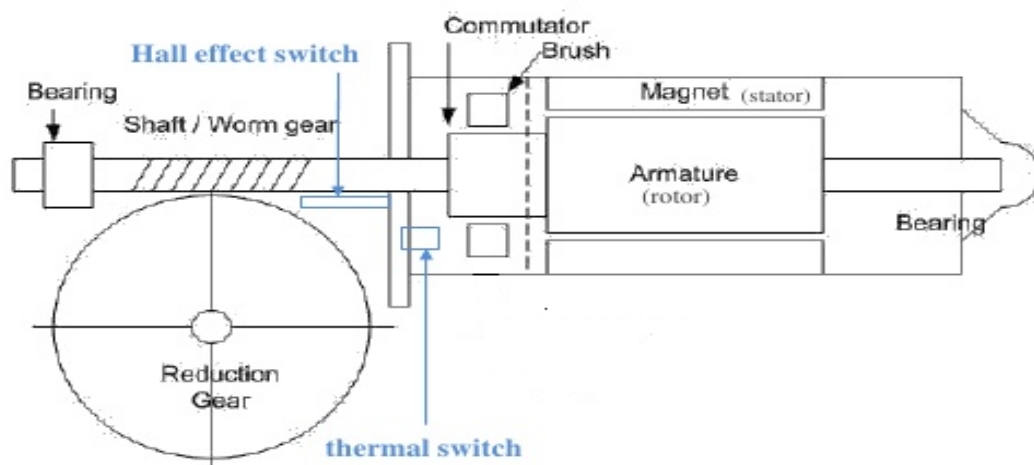 Commutator
Hall effect switch
Brush
Bearing
Magnet (stator)
Shaft / Worm gear
Armature
(rotor)
Bearing
Reduction
Gear
thermal switch